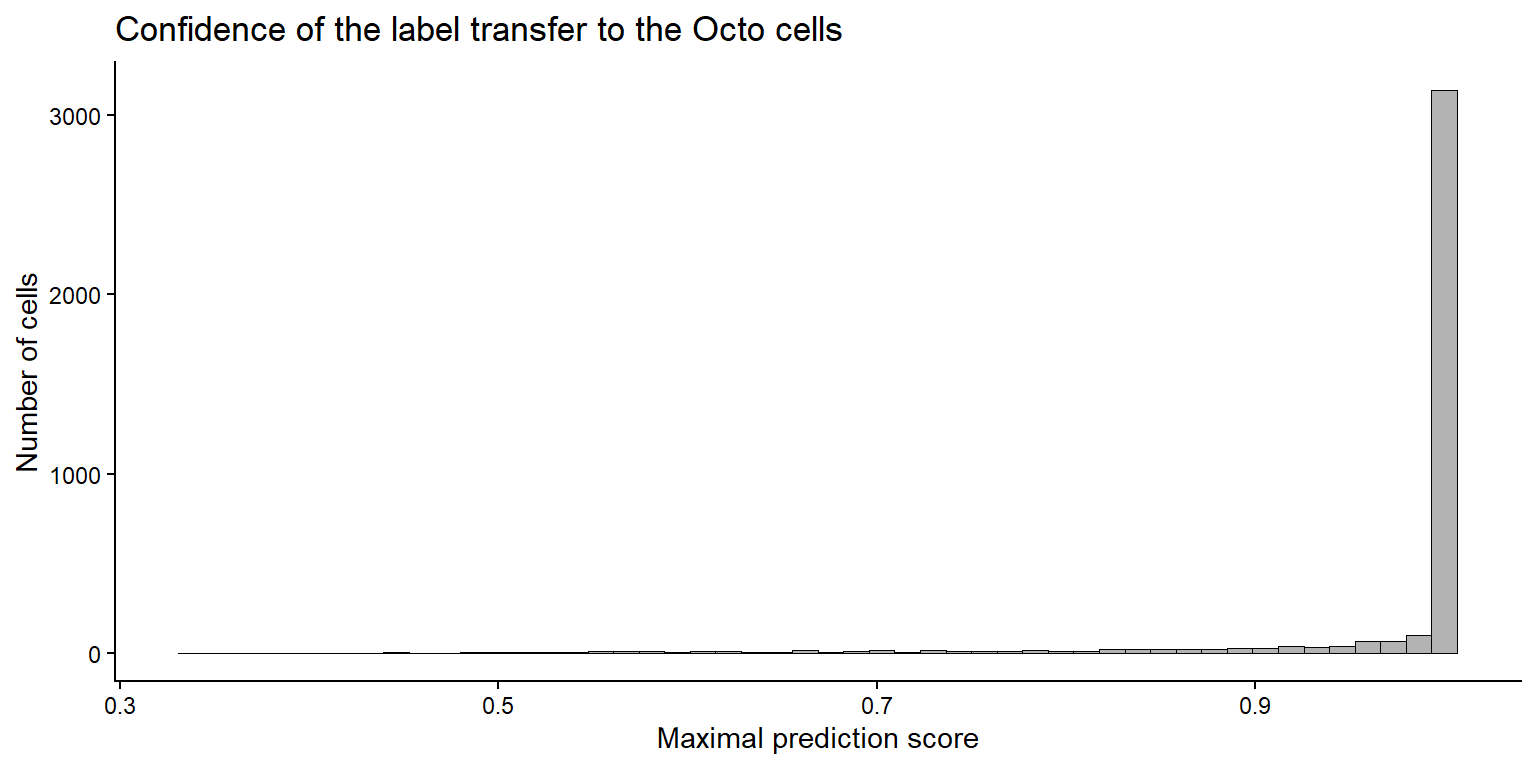 Confidence of the label transfer to the Octo cells
3000
2000
1000
0
Number of cells
0.3 0.5 0.7 0.9
Maximal prediction score